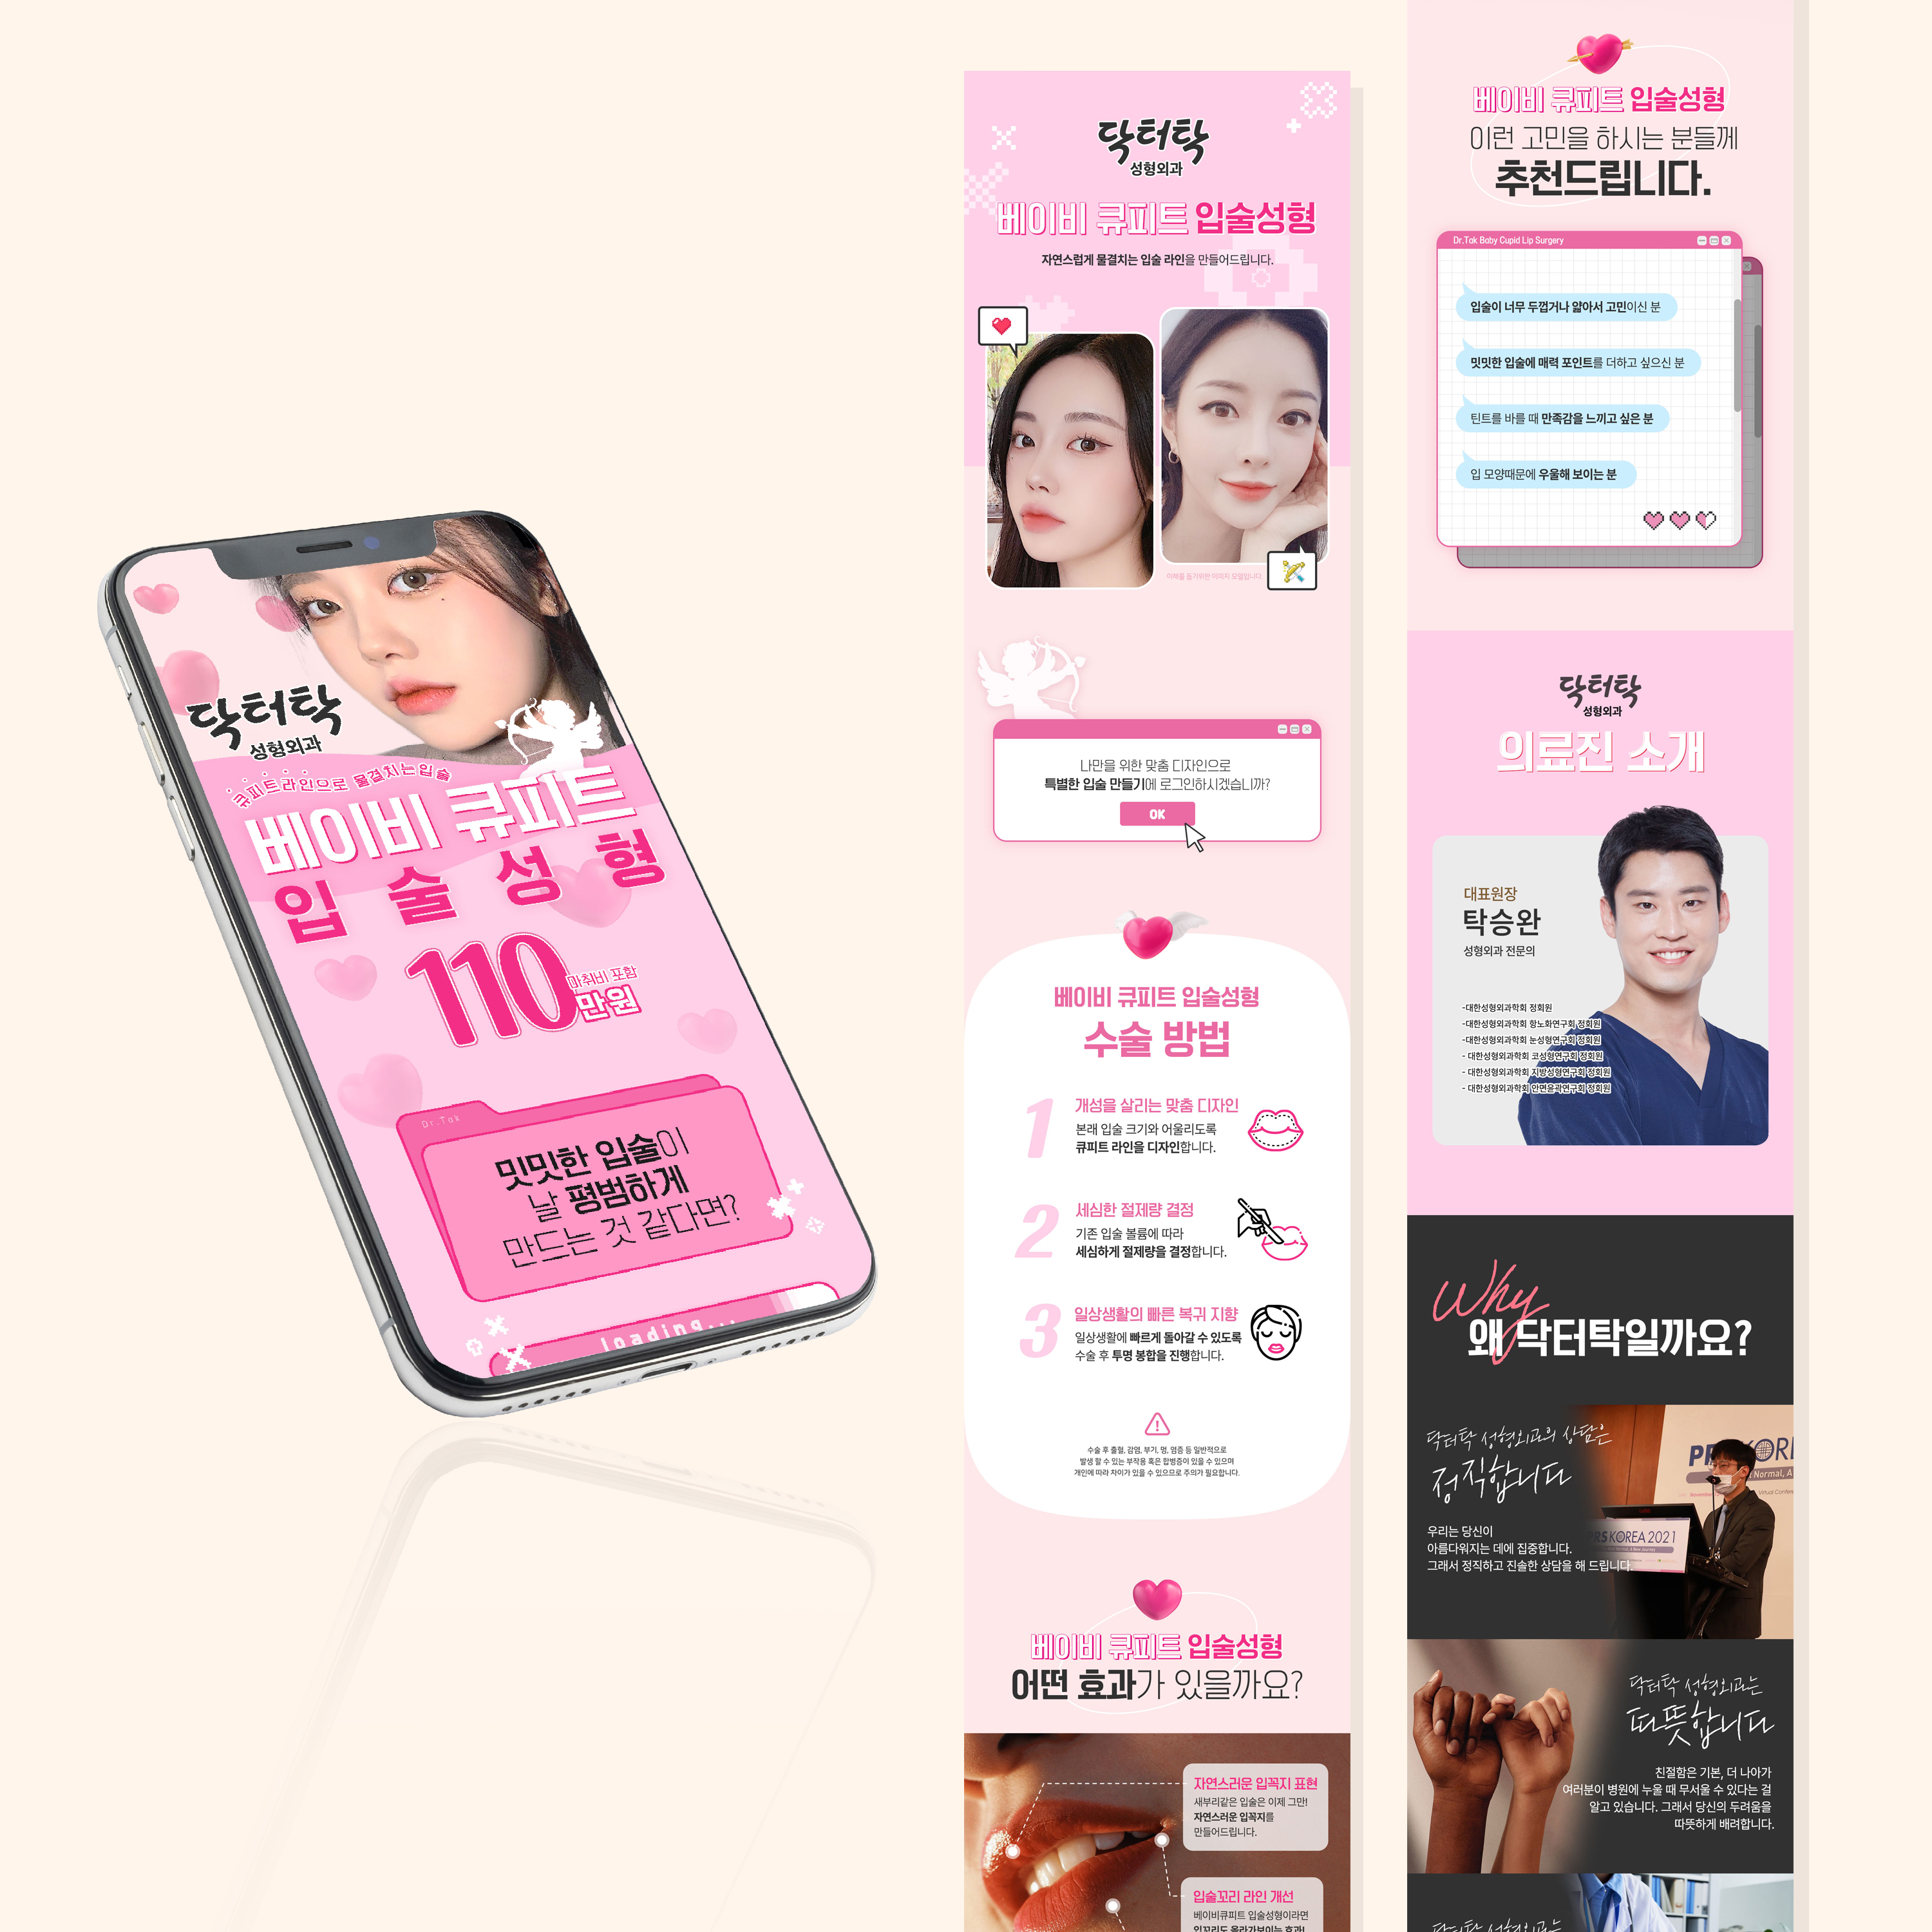 닥터탁
성형외과
큐피트라인으로 물결치는입술
베이비 큐피트
입술성형
110
마취비 포함
만원
Dr.Tak
밋밋한 입술이
날 평범하게
만드는 것 같다면?
loading...
닥터탁
성형외과
베이비 큐피트 입술성형
자연스럽게 물결치는 입술 라인을 만들어드립니다.
이해를 돕기위한 이미지 모델입니다.
나만을 위한 맞춤 디자인으로
특별한 입술 만들기에 로그인하시겠습니까?
OK
베이비 큐피트 입술성형
수술 방법
1
개성을 살리는 맞춤 디자인
본래 입술 크기와 어울리도록
큐피트 라인을 디자인합니다.
2
세심한 절제량 결정
기존 입술 볼륨에 따라
세심하게 절제량을 결정합니다.
3
일상생활의 빠른 복귀 지향
일상생활에 빠르게 돌아갈 수 있도록
수술 후 투명 봉합을 진행합니다.
수술 후 출혈, 감염, 부기, 멍, 염증 등 일반적으로
발생 할 수 있는 부작용 혹은 합병증이 있을 수 있으며
개인에 따라 차이가 있을 수 있으므로 주의가 필요합니다.
베이비 큐피트 입술성형
어떤 효과가 있을까요?
자연스러운 입꼭지 표현
새부리같은 입술은 이제 그만!
자연스러운 입꼭지를
만들어드립니다.
입술꼬리 라인 개선
베이비큐피트 입술성형이라면
입꼬리도 올라가보이는 효과!
베이비 큐피트 입술성형
이런 고민을 하시는 분들께
추천드립니다.
Dr.Tak Baby Cupid Lip Surgery
입술이 너무 두껍거나 얇아서 고민이신 분
밋밋한 입술에 매력 포인트를 더하고 싶으신 분
틴트를 바를 때 만족감을 느끼고 싶은 분
입 모양때문에 우울해 보이는 분
닥터탁
성형외과
의료진 소개
대표원장
탁승완
성형외과 전문의
-대한성형외과학회 정회원
-대한성형외과학회 항노화연구회 정회원
-대한성형외과학회 눈성형연구회 정회원
- 대한성형외과학회 코성형연구회 정회원
- 대한성형외과학회 지방성형연구회 정회원
- 대한성형외과학회 안면윤곽연구회 정회원
Why
왜 닥터탁일까요?
닥터탁 성형외과의 상담은
정직합니다
우리는 당신이
아름다워지는 데에 집중합니다.
그래서 정직하고 진솔한 상담을 해 드립니다.
PRS KOREA 2021
닥터탁 성형외과는
따뜻합니다
친절함은 기본, 더 나아가
여러분이 병원에 누울 때 무서울 수 있다는 걸
알고 있습니다. 그래서 당신의 두려움을
따뜻하게 배려합니다.
닥터탁 성형외과는